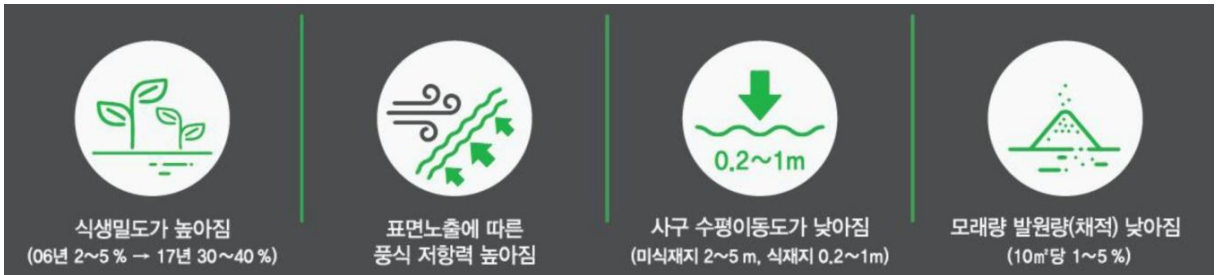 식생밀도가 높아짐
(06년 2~5 % → 17년 30~40 %)
표면노출에 따른
풍식 저항력 높아짐
0.2~1m
사구 수평이동도가 낮아짐
(미식재지 2~5 m, 식재지 0.2~1m)
모래량 발원량(채적) 낮아짐
(10㎡당 1~5 %)